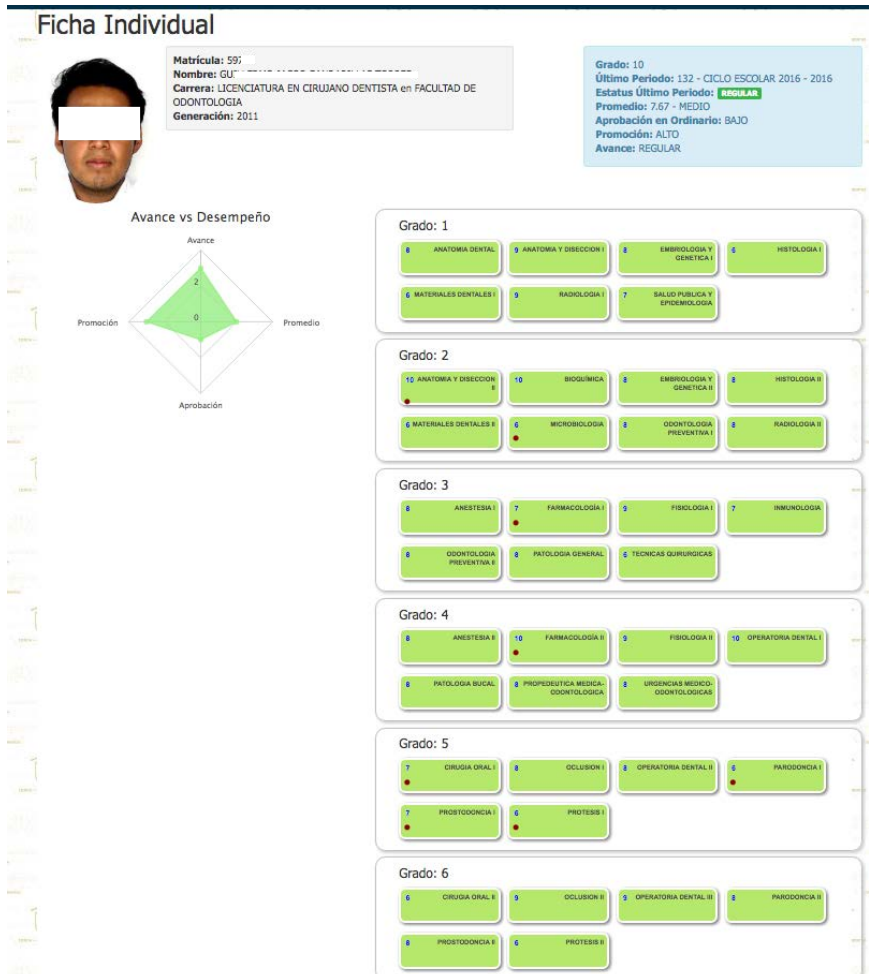 Ficha Individual
Matrícula: 597
Nombre: GU
Carrera: LICENCIATURA EN CIRUJANO DENTISTA en FACULTAD DE
ODONTOLOGIA
Generación: 2011
Grado: 10
Último Periodo: 132 - CICLO ESCOLAR 2016 - 2016
Estatus Último Periodo: REGULAR
Promedio: 7.67 - MEDIO
Aprobación en Ordinario: BAJO
Promoción: ALTO
Avance: REGULAR
Avance vs Desempeño
Avance
2
0
Promoción
Promedio
Aprobación
Grado: 1
8 ANATOMIA DENTAL
9 ANATOMIA Y DISECCION I
8 EMBRIOLOGIA Y
GENETICA I
6 HISTOLOGIA I
6 MATERIALES DENTALES I
9 RADIOLOGIA I
7 SALUD PUBLICA Y
EPIDEMIOLOGIA
Grado: 2
10 ANATOMIA Y DISECCION
II
10 BIOQUÍMICA
8 EMBRIOLOGIA Y
GENETICA II
8 HISTOLOGIA II
6 MATERIALES DENTALES II
6 MICROBIOLOGIA
8 ODONTOLOGIA
PREVENTIVA I
8 RADIOLOGIA II
Grado: 3
8 ANESTESIA I
7 FARMACOLOGÍA I
9 FISIOLOGIA I
7 INMUNOLOGIA
8 ODONTOLOGIA
PREVENTIVA II
8 PATOLOGIA GENERAL
6 TECNICAS QUIRURGICAS
Grado: 4
8 ANESTESIA II
10 FARMACOLOGÍA II
9 FISIOLOGIA II
10 OPERATORIA DENTAL I
8 PATOLOGIA BUCAL
8 PROPEDEUTICA MEDICA-
ODONTOLOGICA
8 URGENCIAS MEDICO-
ODONTOLOGICAS
Grado: 5
7 CIRUGIA ORAL I
8 OCLUSION I
8 OPERATORIA DENTAL II
6 PARODONCIA I
7 PROSTODONCIA I
6 PROTESIS I
Grado: 6
6 CIRUGIA ORAL II
9 OCLUSION II
9 OPERATORIA DENTAL III
8 PARODONCIA II
8 PROSTODONCIA II
6 PROTESIS II